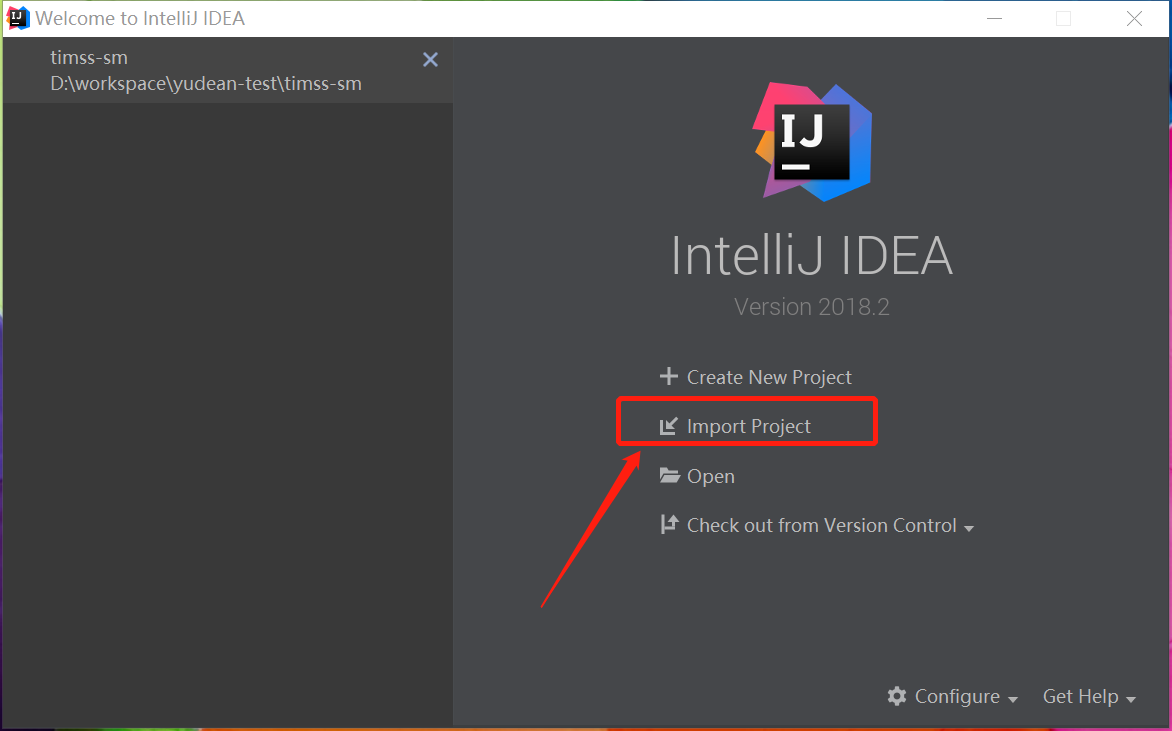 Welcome to IntelliJ IDEA
timss-sm
D:\workspace\yudean-test\timss-sm
IJ
IntelliJ IDEA
Version 2018.2
Create New Project
Import Project
Open
Check out from Version Control
Configure
Get Help